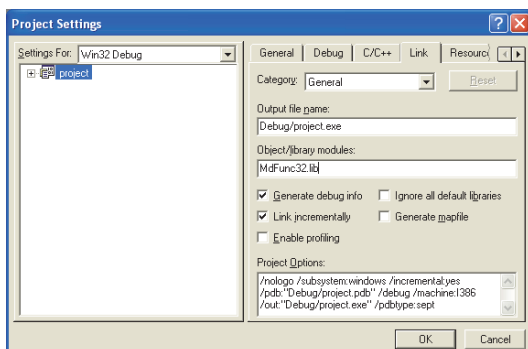 Project Settings
Settings For: Win32 Debug
project
General Debug C/C++ Link Resourc
Category: General Reset
Output file name:
Debug/project.exe
Object/library modules:
MdFunc32.lib
Generate debug info Ignore all default libraries
Link incrementally Generate mapfile
Enable profiling
Project Options:
/nologo /subsystem:windows /incremental:yes
/pdb:"Debug/project.pdb" /debug /machine:I386
/out:"Debug/project.exe" /pdbtype:sept
OK Cancel